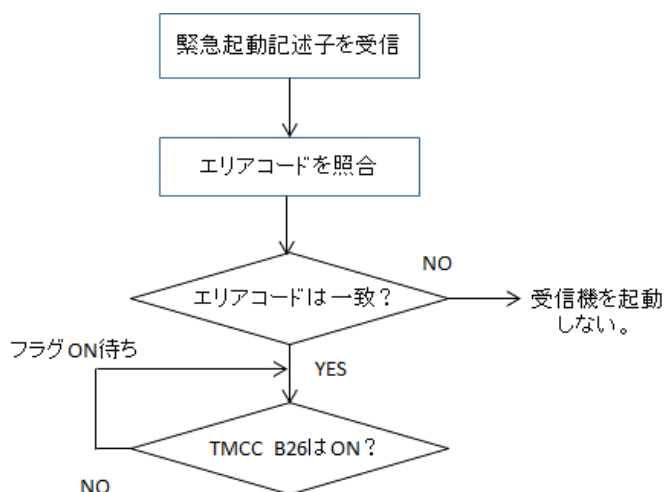 緊急起動記述子を受信
エリアコードを照合
NO
エリアコードは一致？
受信機を起動
しない。
フラグON待ち
YES
TMCC B26はON？
NO